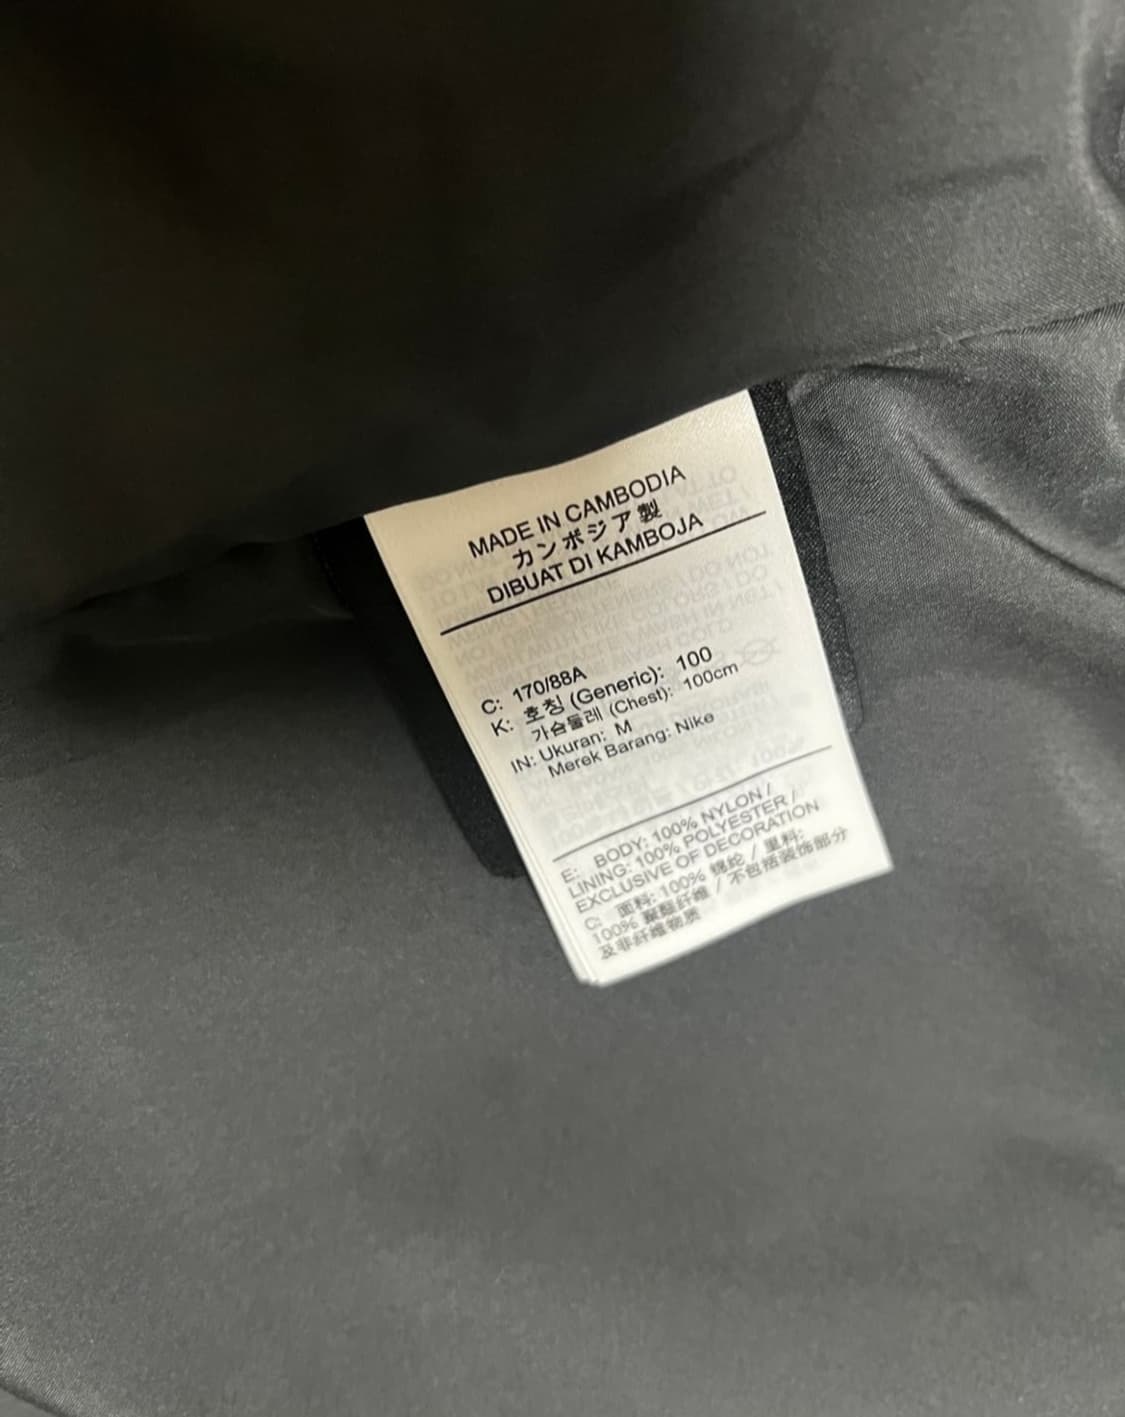 MADE IN CAMBODIA
カンボジア製
DIBUAT DI KAMBOJA
C: 170/88A
K: 호칭 (Generic): 100
가슴둘레 (Chest): 100cm
IN: Ukuran: M
Merek Barang: Nike
E: BODY: 100% NYLON /
LINING: 100% POLYESTER /
EXCLUSIVE OF DECORATION
C: 面料: 100% 锦纶 / 里料:
100% 聚酯纤维 / 不包括装饰部分
及非纤维物质